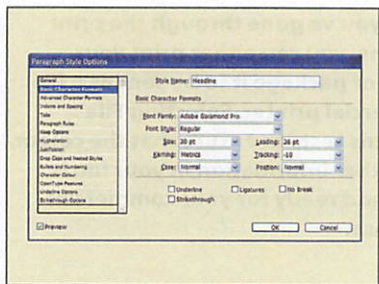 Paragraph Style Options
General
Basic Character Formats
Advanced Character Formats
Indents and Spacing
Tabs
Paragraph Rules
Keep Options
Hyphenation
Justification
Drop Caps and Nested Styles
Bullets and Numbering
Character Colour
OpenType Features
Underline Options
Strikethrough Options
Style Name: Headline
Basic Character Formats
Font Family: Adobe Garamond Pro
Font Style: Regular
Size: 30 pt Leading: 36 pt
Kerning: Metrics Tracking: -10
Case: Normal Position: Normal
Underline Ligatures No Break
Strikethrough
Preview OK Cancel